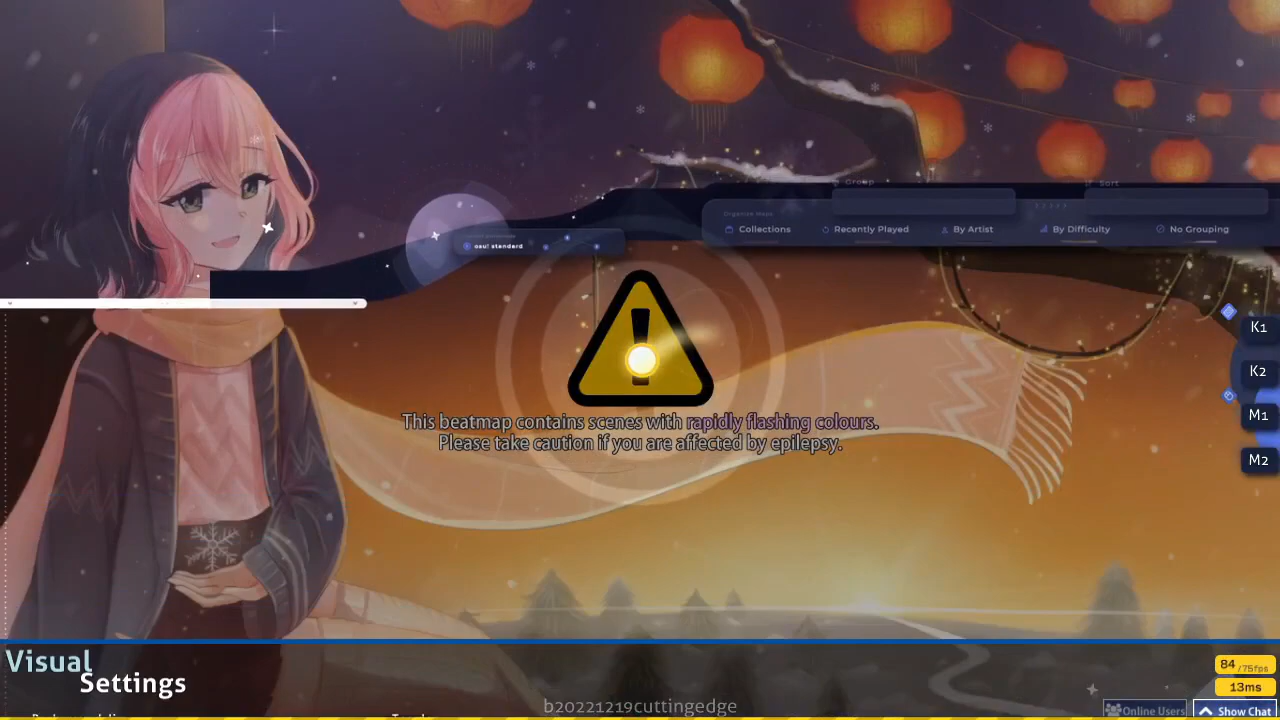 Group
Sort
Collections
Recently Played
By Artist
By Difficulty
No Grouping
osu! standard
K1
K2
M1
M2
This beatmap contains scenes with rapidly flashing colours.
Please take caution if you are affected by epilepsy.
Visual
Settings
84 /75fps
13ms
b20221219cuttingedge
Online Users
Show Chat